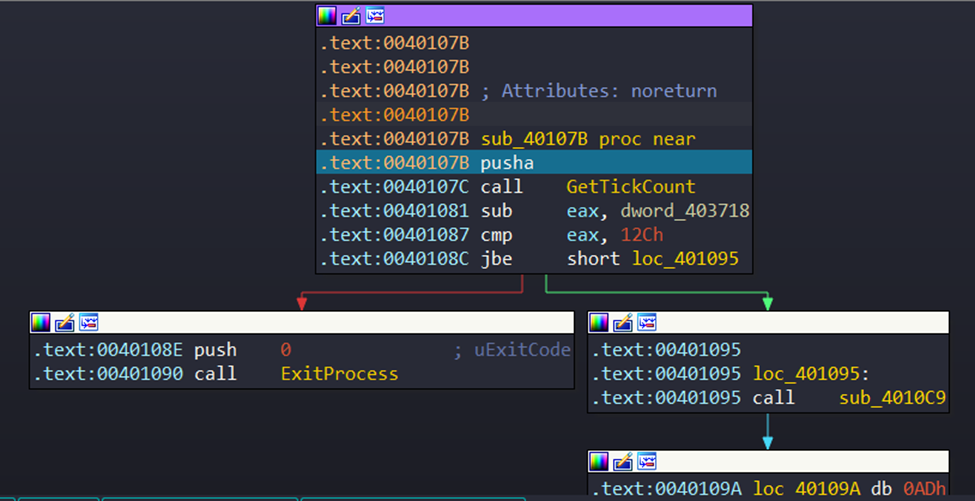 .text:0040107B
.text:0040107B
.text:0040107B ; Attributes: noreturn
.text:0040107B
.text:0040107B sub_40107B proc near
.text:0040107B pusha
.text:0040107C call GetTickCount
.text:00401081 sub eax, dword_403718
.text:00401087 cmp eax, 12Ch
.text:0040108C jbe short loc_401095
.text:0040108E push 0 ; uExitCode
.text:00401090 call ExitProcess
.text:00401095
.text:00401095 loc_401095:
.text:00401095 call sub_4010C9
.text:0040109A loc_40109A db 0ADh